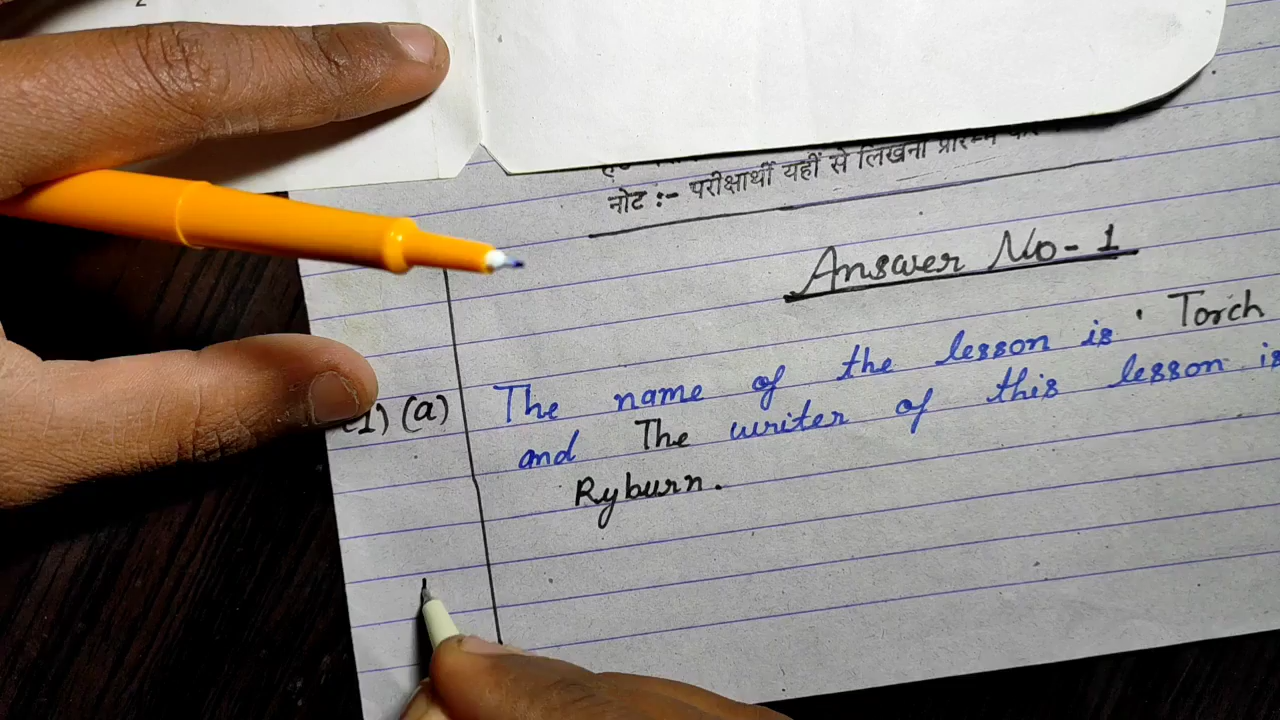 2
नोट :- परीक्षार्थी यहीं से लिखना प्रारम्भ
Answer No - 1
1) (a) The name of the lesson is ' Torch
and The writer of this lesson is
Ryburn.